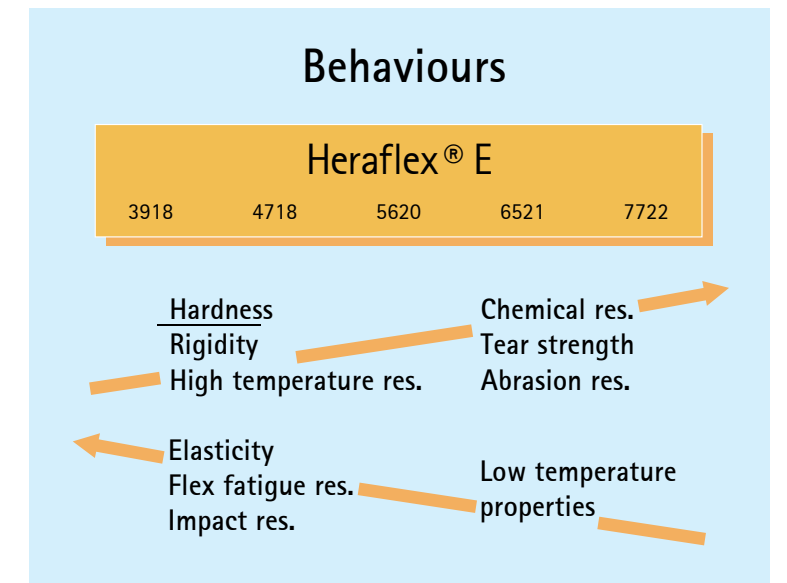 Behaviours
Heraflex® E
3918 4718 5620 6521 7722
Hardness
Rigidity
High temperature res.
Chemical res.
Tear strength
Abrasion res.
Elasticity
Flex fatigue res.
Impact res.
Low temperature
properties